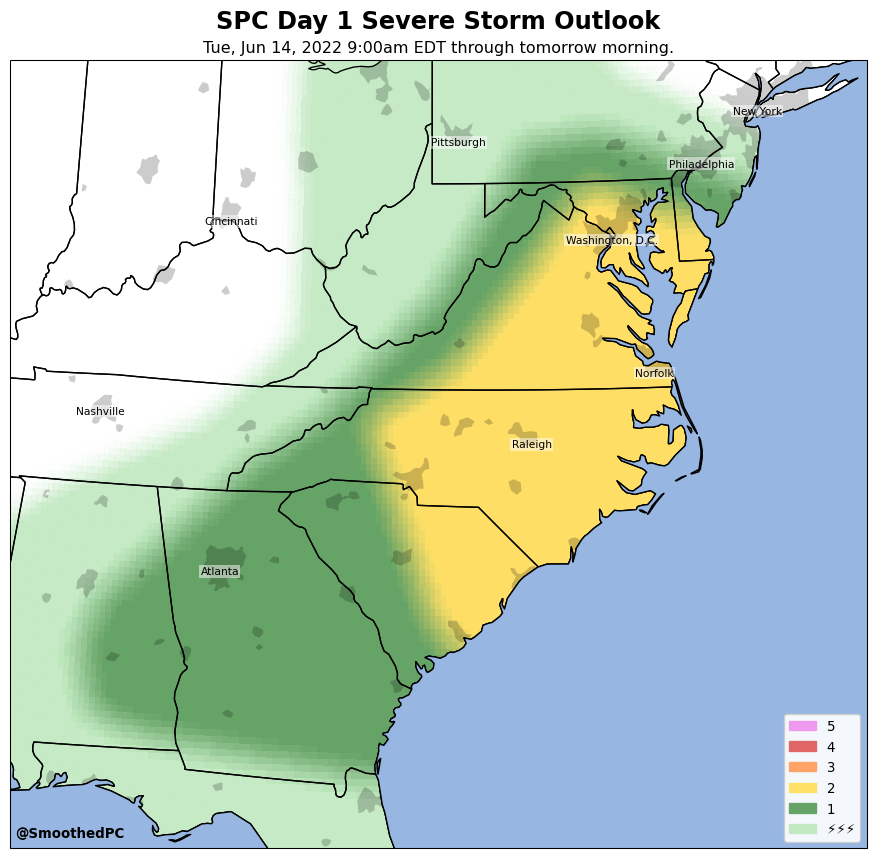 SPC Day 1 Severe Storm Outlook
Tue, Jun 14, 2022 9:00am EDT through tomorrow morning.
New York
Pittsburgh
Philadelphia
Cincinnati
Washington, D.C.
Norfolk
Nashville
Raleigh
Atlanta
5
4
3
2
1
⚡⚡⚡
@SmoothedPC